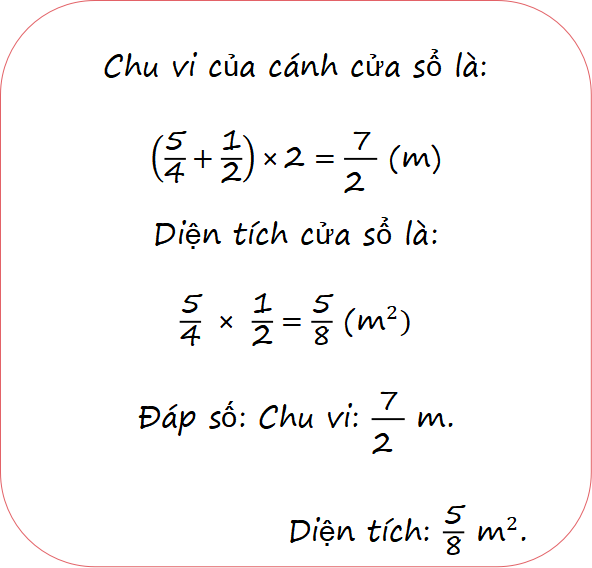 Chu vi của cánh cửa sổ là:
(5/4 + 1/2) × 2 = 7/2 (m)
Diện tích cửa sổ là:
5/4 × 1/2 = 5/8 (m²)
Đáp số: Chu vi: 7/2 m.
Diện tích: 5/8 m².